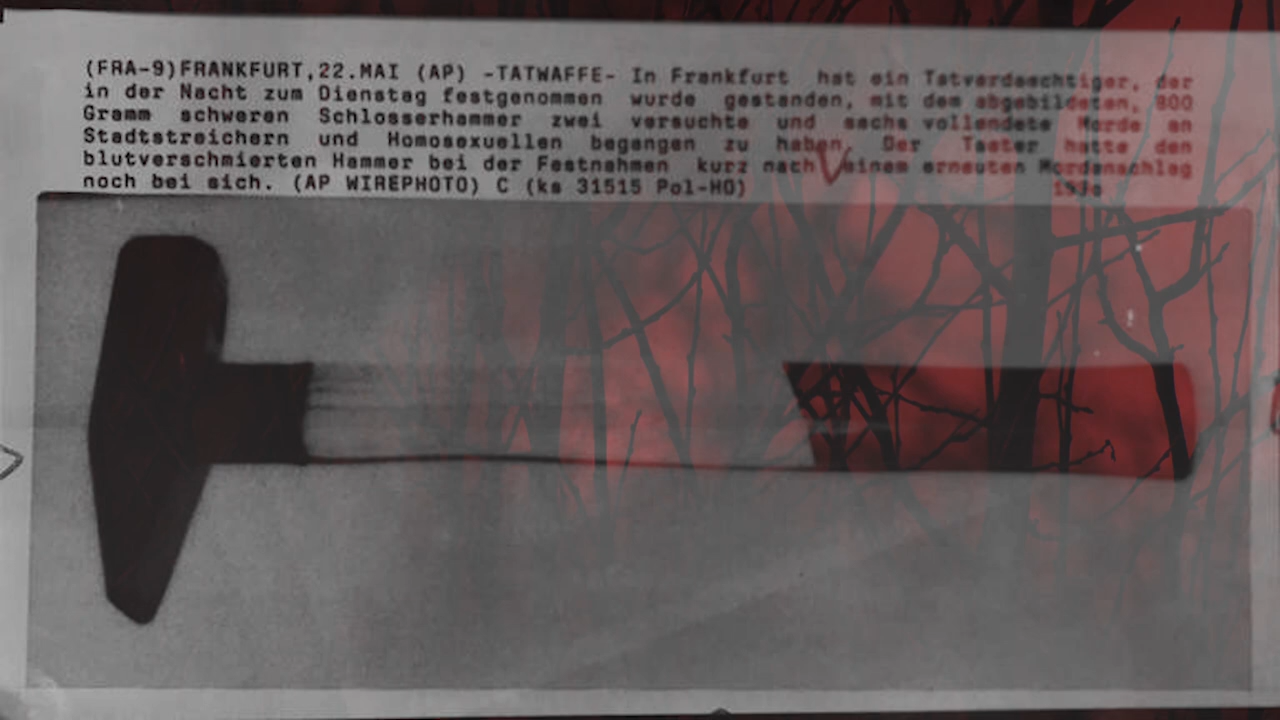 (FRA-9)FRANKFURT,22.MAI (AP) -TATWAFFE- In Frankfurt hat ein Tatverdaechtiger, der
in der Nacht zum Dienstag festgenommen wurde gestanden, mit dem abgebildeten, 800
Gramm schweren Schlosserhammer zwei versuchte und sechs vollendete Morde an
Stadtstreichern und Homosexuellen begangen zu haben. Der Taeter hatte den
blutverschmierten Hammer bei der Festnahmen kurz nach einem erneuten Mordanschlag
noch bei sich. (AP WIREPHOTO) C (ks 31515 Pol-HO)